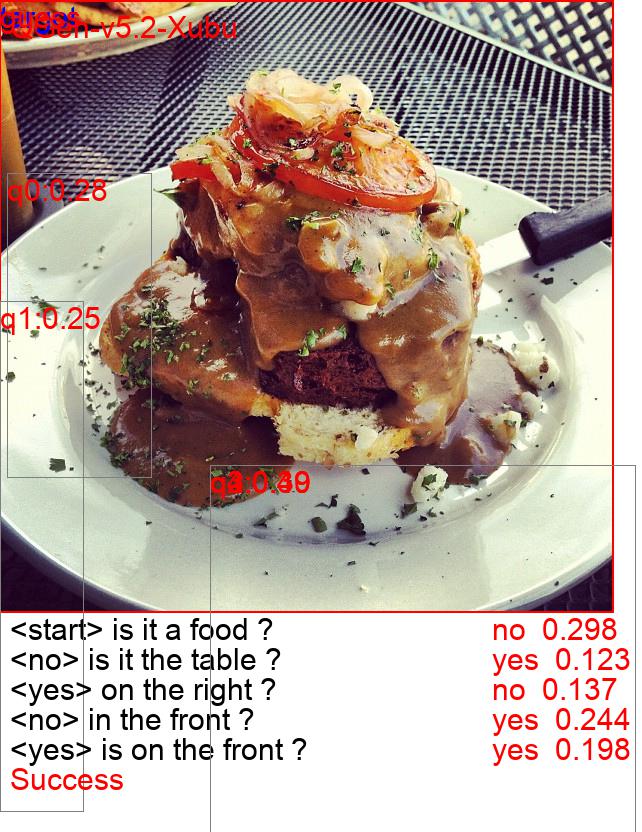 q0:0.28
q1:0.25
<start> is it a food ? no 0.298
<no> is it the table ? yes 0.123
<yes> on the right ? no 0.137
<no> in the front ? yes 0.244
<yes> is on the front ? yes 0.198
Success